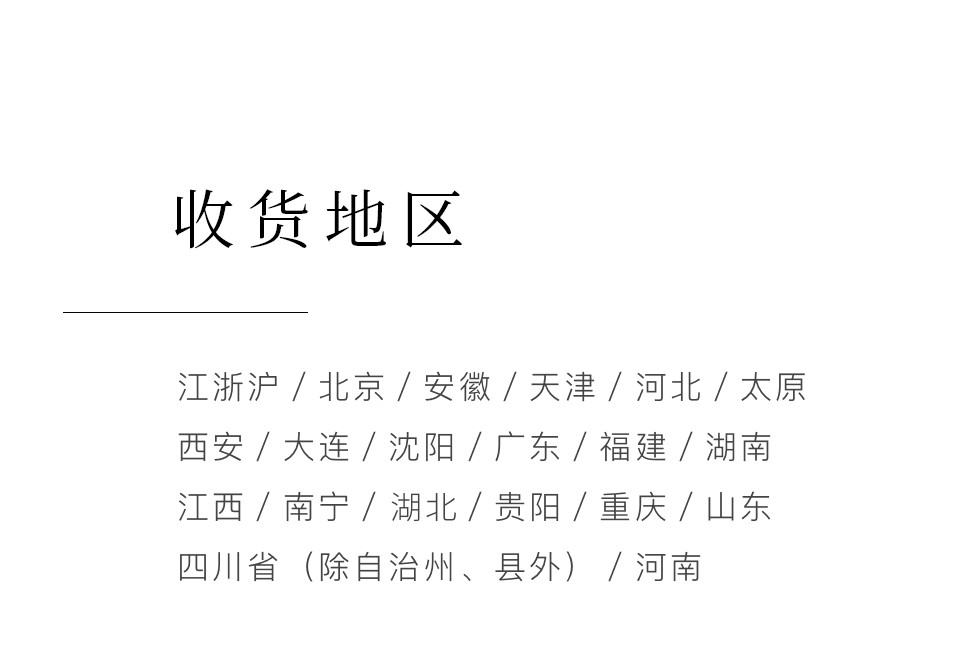 收货地区
江浙沪 / 北京 / 安徽 / 天津 / 河北 / 太原
西安 / 大连 / 沈阳 / 广东 / 福建 / 湖南
江西 / 南宁 / 湖北 / 贵阳 / 重庆 / 山东
四川省（除自治州、县外） / 河南